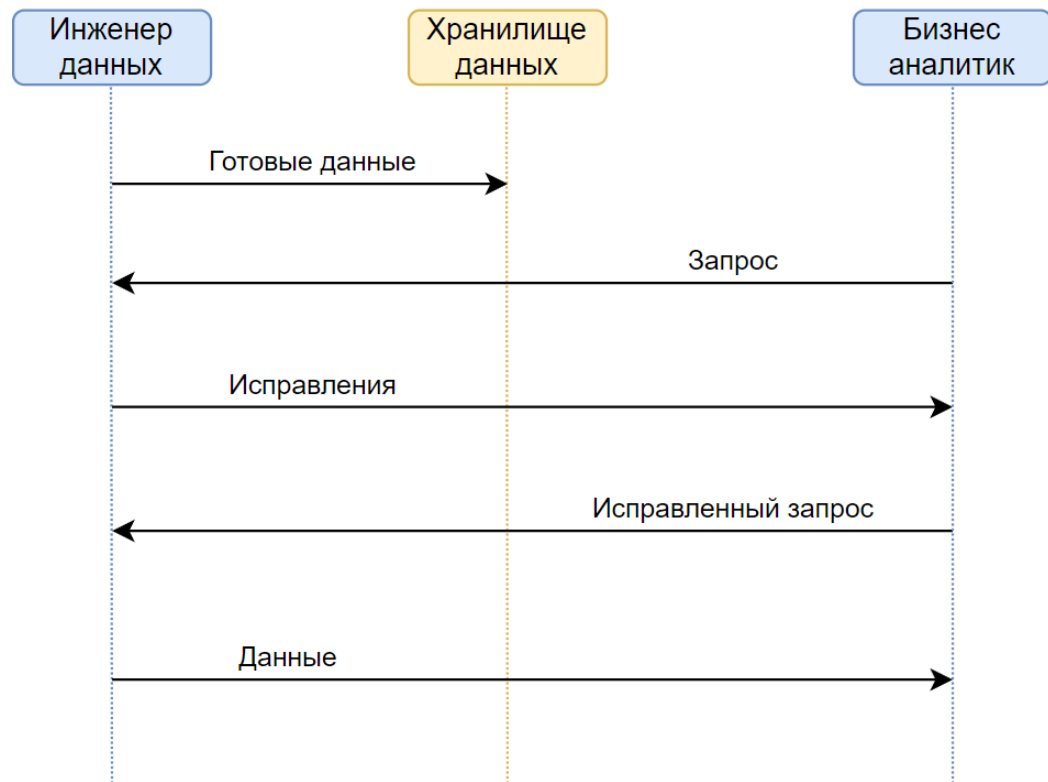 Инженер
данных
Хранилище
данных
Бизнес
аналитик
Готовые данные
Запрос
Исправления
Исправленный запрос
Данные